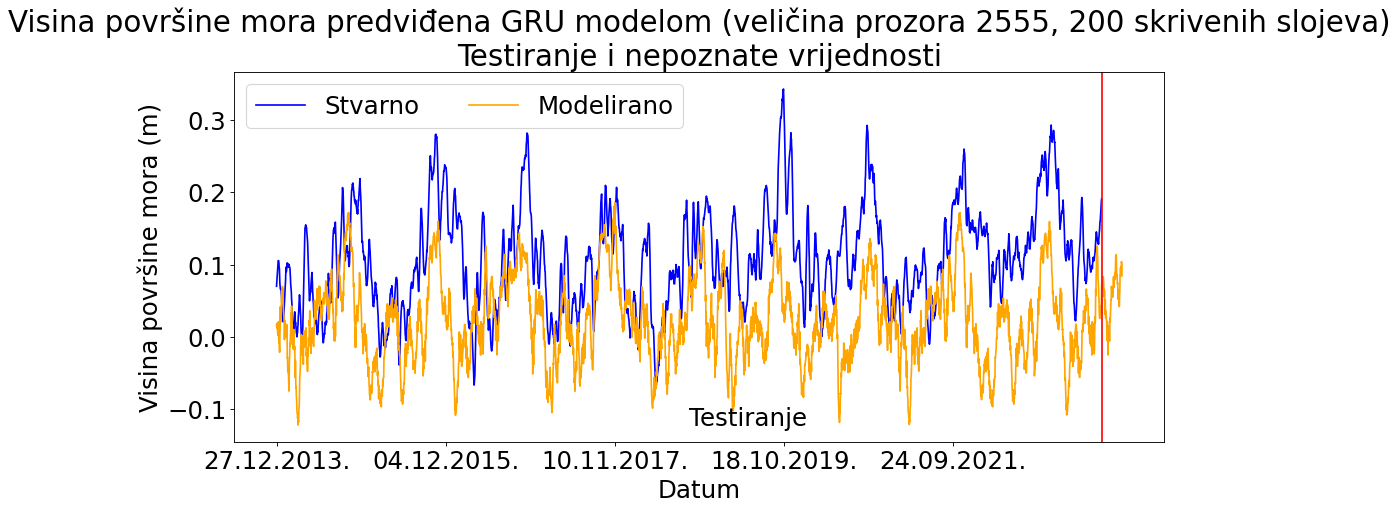 Visina površine mora predviđena GRU modelom (veličina prozora 2555, 200 skrivenih slojeva)
Testiranje i nepoznate vrijednosti
Stvarno Modelirano
Visina površine mora (m)
0.3
0.2
0.1
0.0
−0.1
Testiranje
27.12.2013. 04.12.2015. 10.11.2017. 18.10.2019. 24.09.2021.
Datum